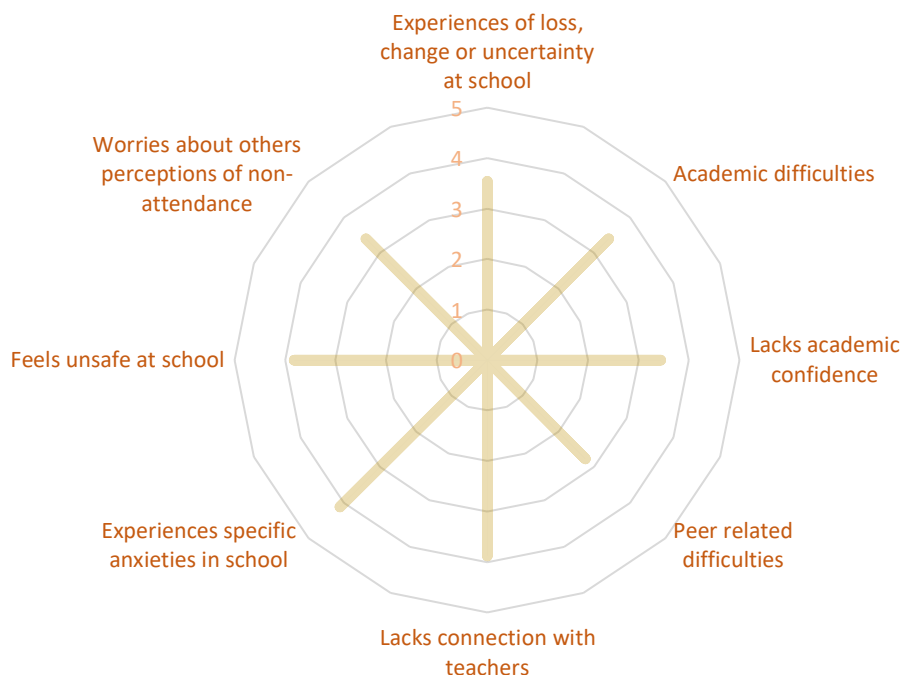 Experiences of loss,
change or uncertainty
at school
5
4
3
2
1
0
Academic difficulties
Lacks academic
confidence
Peer related
difficulties
Lacks connection with
teachers
Experiences specific
anxieties in school
Feels unsafe at school
Worries about others
perceptions of non-
attendance